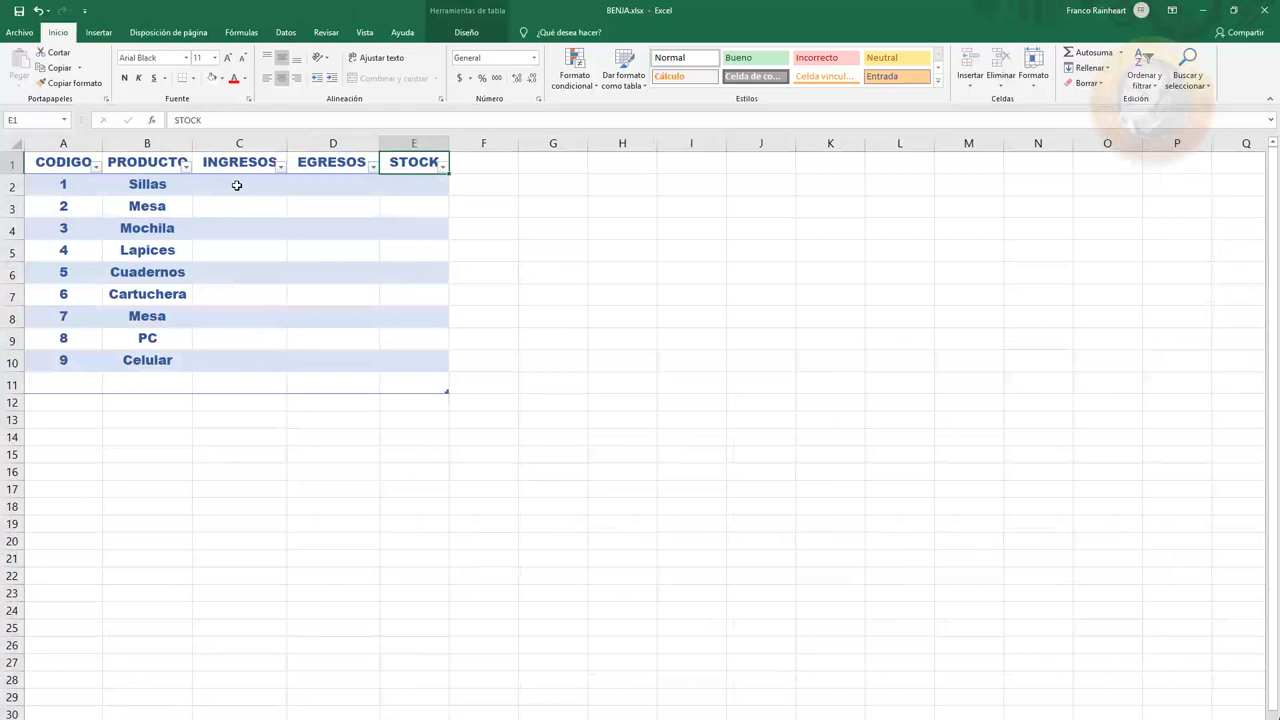 Herramientas de tabla
BENJA.xlsx - Excel
Franco Rainheart FR
Archivo Inicio Insertar Disposición de página Fórmulas Datos Revisar Vista Ayuda Diseño ¿Qué desea hacer? Compartir
Pegar
Cortar
Copiar
Copiar formato
Portapapeles
Arial Black 11 A A
N K S A
Fuente
Ajustar texto
Combinar y centrar
Alineación
General
$ % 000
Número
Formato condicional
Dar formato como tabla
Normal Bueno Incorrecto Neutral
Cálculo Celda de co... Celda vincul... Entrada
Estilos
Insertar Eliminar Formato
Celdas
Autosuma
Rellenar
Borrar
Ordenar y filtrar
Buscar y seleccionar
Edición
E1 fx STOCK
A B C D E F G H I J K L M N O P Q
1 CODIGO PRODUCTO INGRESOS EGRESOS STOCK
2 1 Sillas
3 2 Mesa
4 3 Mochila
5 4 Lapices
6 5 Cuadernos
7 6 Cartuchera
8 7 Mesa
9 8 PC
10 9 Celular
11
12
13
14
15
16
17
18
19
20
21
22
23
24
25
26
27
28
29
30